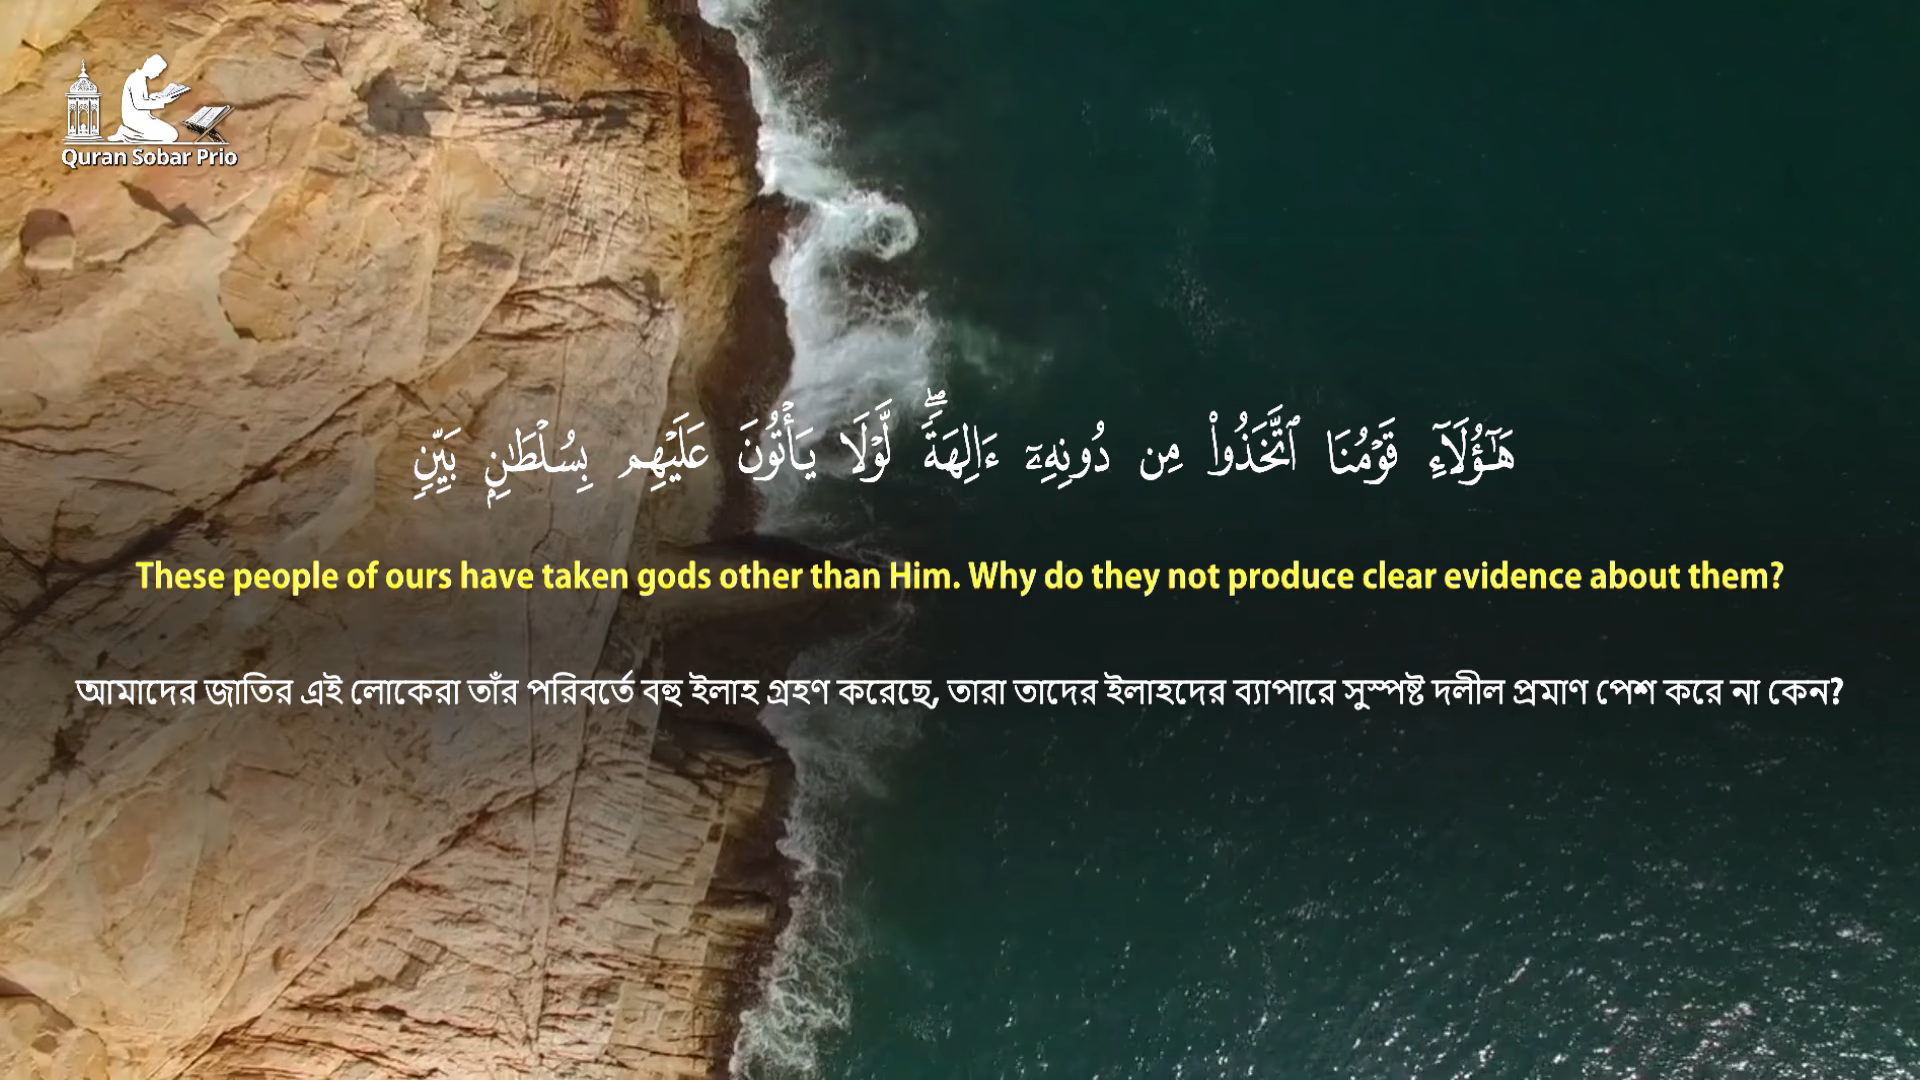 Quran Sobar Prio
هَٰٓؤُلَآءِ قَوْمُنَا ٱتَّخَذُوا۟ مِن دُونِهِۦٓ ءَالِهَةًۖ لَّوْلَا يَأْتُونَ عَلَيْهِم بِسُلْطَٰنٍۭ بَيِّنٍ
These people of ours have taken gods other than Him. Why do they not produce clear evidence about them?
আমাদের জাতির এই লোকেরা তাঁর পরিবর্তে বহু ইলাহ গ্রহণ করেছে, তারা তাদের ইলাহদের ব্যাপারে সুস্পষ্ট দলীল প্রমাণ পেশ করে না কেন?